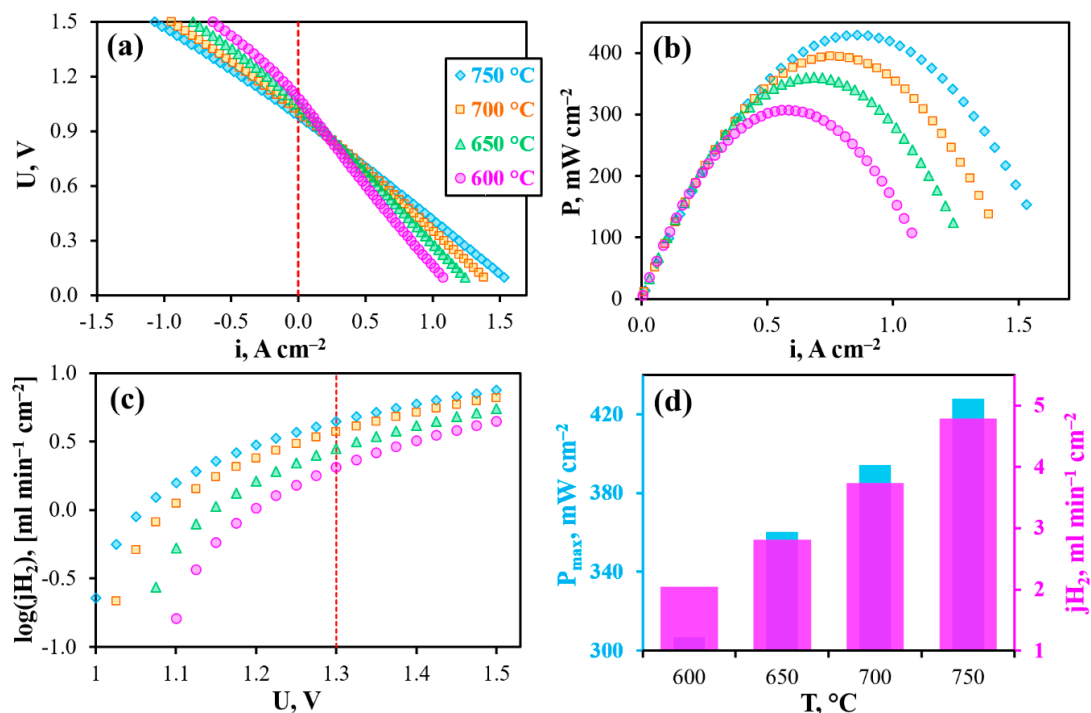 (a)
U, V
1.5
1.2
0.9
0.6
0.3
0.0
-1.5 -1.0 -0.5 0.0 0.5 1.0 1.5
i, A cm⁻²
750 °C
700 °C
650 °C
600 °C
(b)
P, mW cm⁻²
400
300
200
100
0
0.0 0.5 1.0 1.5
i, A cm⁻²
(c)
log(jH₂), [ml min⁻¹ cm⁻²]
1.0
0.5
0.0
-0.5
-1.0
1 1.1 1.2 1.3 1.4 1.5
U, V
(d)
Pmax, mW cm⁻²
420
380
340
300
600 650 700 750
T, °C
5
4
3
2
1
jH₂, ml min⁻¹ cm⁻²